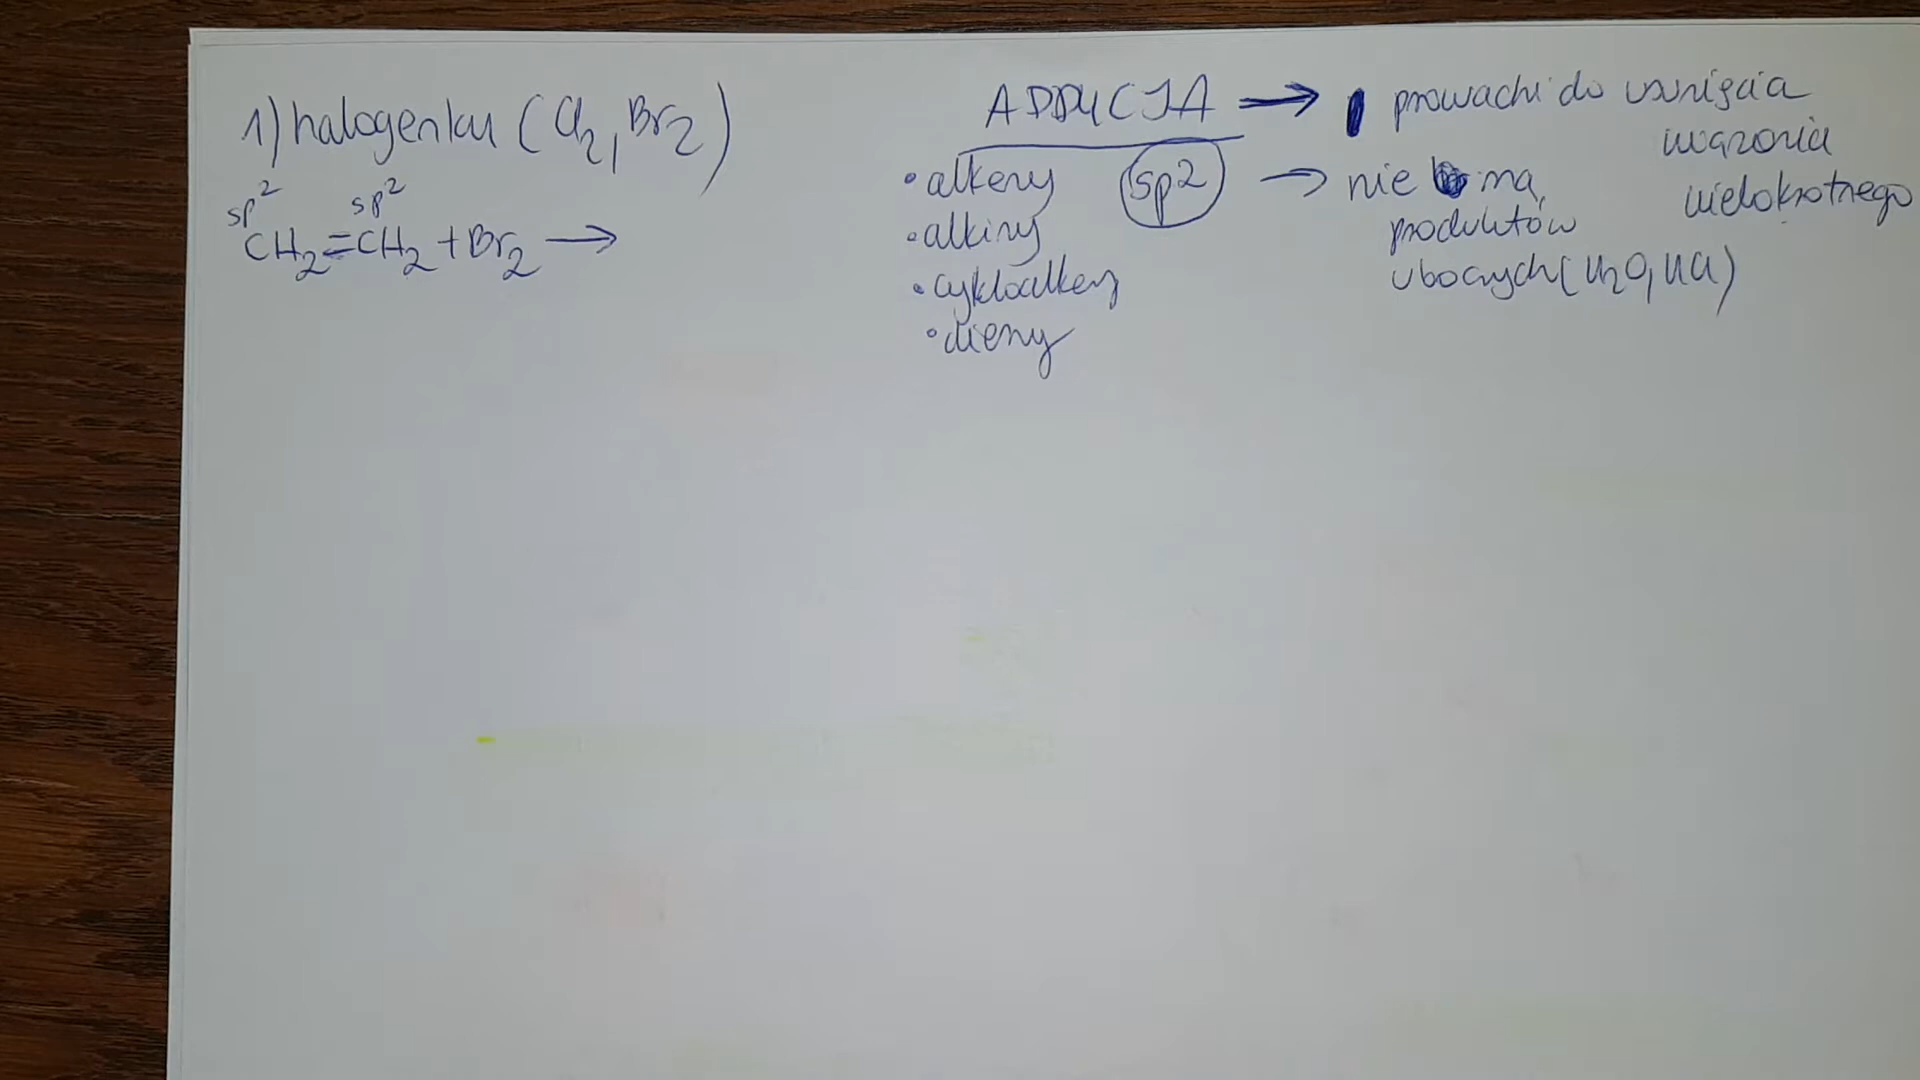 1) halogenku (Cl2, Br2)
sp2 sp2
CH2=CH2 + Br2 →
ADDYCJA → prowadzi do usunięcia
wiązania
wielokrotnego
• alkeny sp2 → nie ma
produktów
ubocznych (H2O, HCl)
• alkiny
• cykloalkeny
• dieny